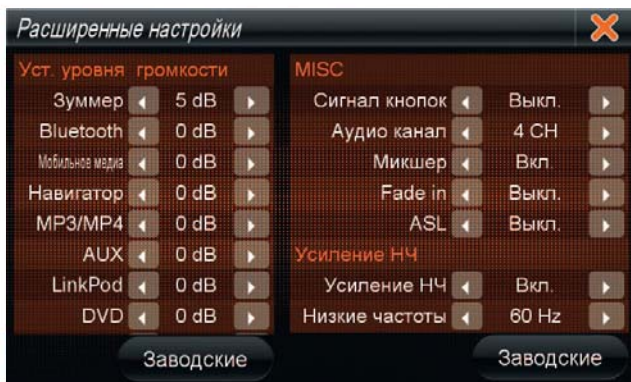 Расширенные настройки
Уст. уровня громкости
Зуммер 5 dB
Bluetooth 0 dB
Мобильное медиа 0 dB
Навигатор 0 dB
MP3/MP4 0 dB
AUX 0 dB
LinkPod 0 dB
DVD 0 dB
Заводские
MISC
Сигнал кнопок Выкл.
Аудио канал 4 CH
Микшер Вкл.
Fade in Выкл.
ASL Выкл.
Усиление НЧ
Усиление НЧ Вкл.
Низкие частоты 60 Hz
Заводские